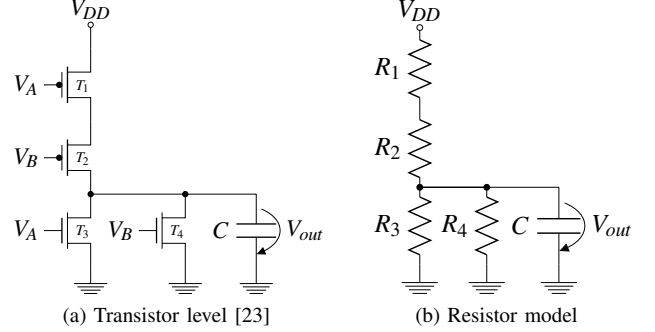 V_DD
V_A
T_1
V_B
T_2
V_A
T_3
V_B
T_4
C
V_out
(a) Transistor level [23]
V_DD
R_1
R_2
R_3
R_4
C
V_out
(b) Resistor model